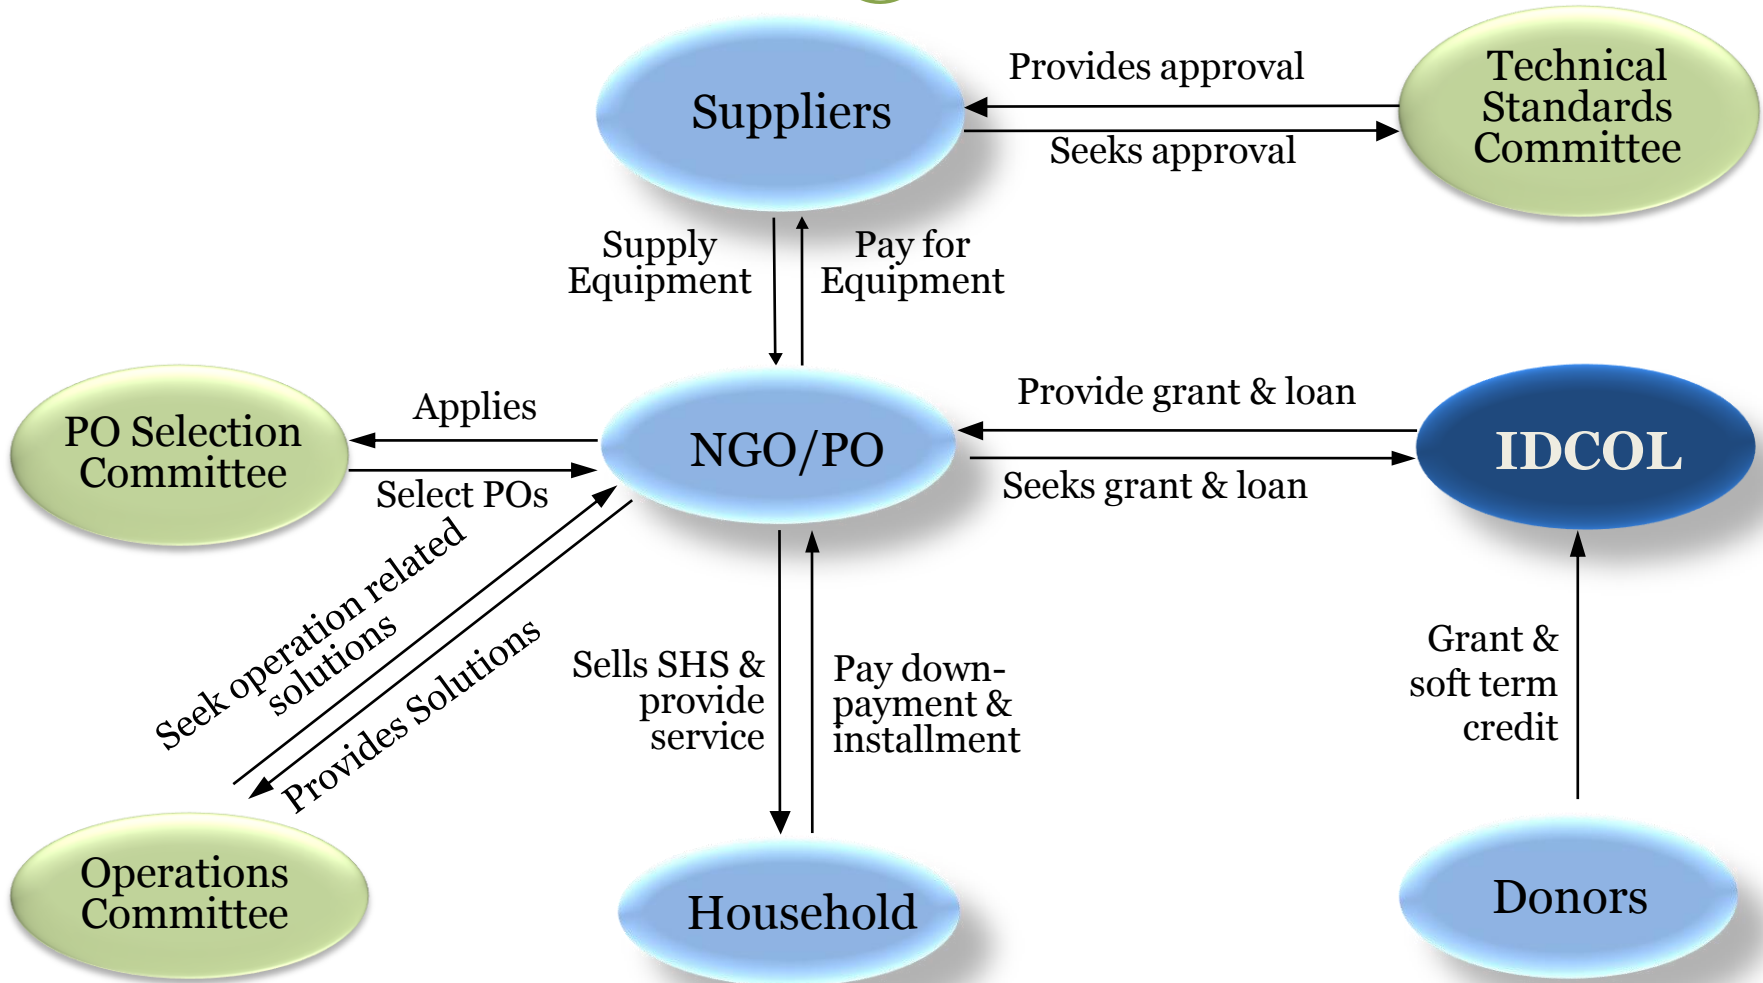 Suppliers
Provides approval
Seeks approval
Technical
Standards
Committee
Supply
Equipment
Pay for
Equipment
PO Selection
Committee
Applies
Select POs
NGO/PO
Provide grant & loan
Seeks grant & loan
IDCOL
Seek operation related
solutions
Provides Solutions
Sells SHS &
provide
service
Pay down-
payment &
installment
Grant &
soft term
credit
Operations
Committee
Household
Donors